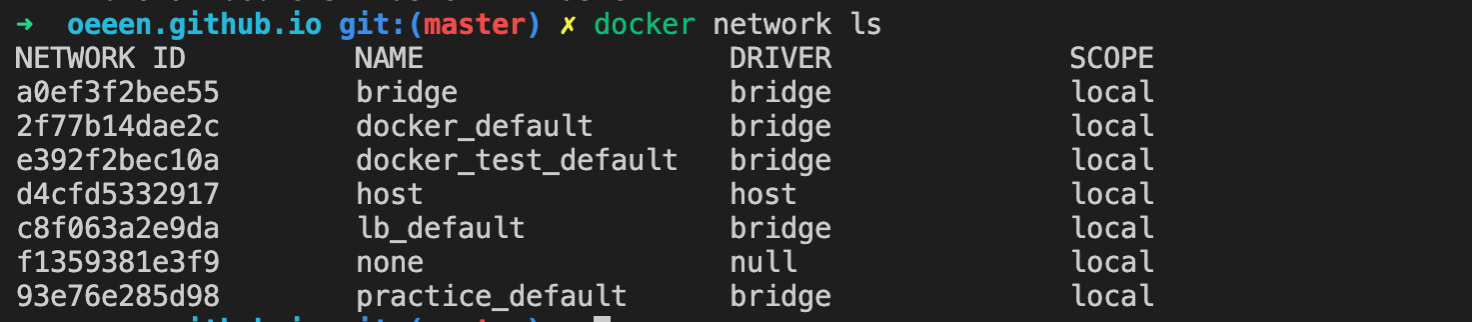 → oeeen.github.io git:(master) ✗ docker network ls
NETWORK ID NAME DRIVER SCOPE
a0ef3f2bee55 bridge bridge local
2f77b14dae2c docker_default bridge local
e392f2bec10a docker_test_default bridge local
d4cfd5332917 host host local
c8f063a2e9da lb_default bridge local
f1359381e3f9 none null local
93e76e285d98 practice_default bridge local